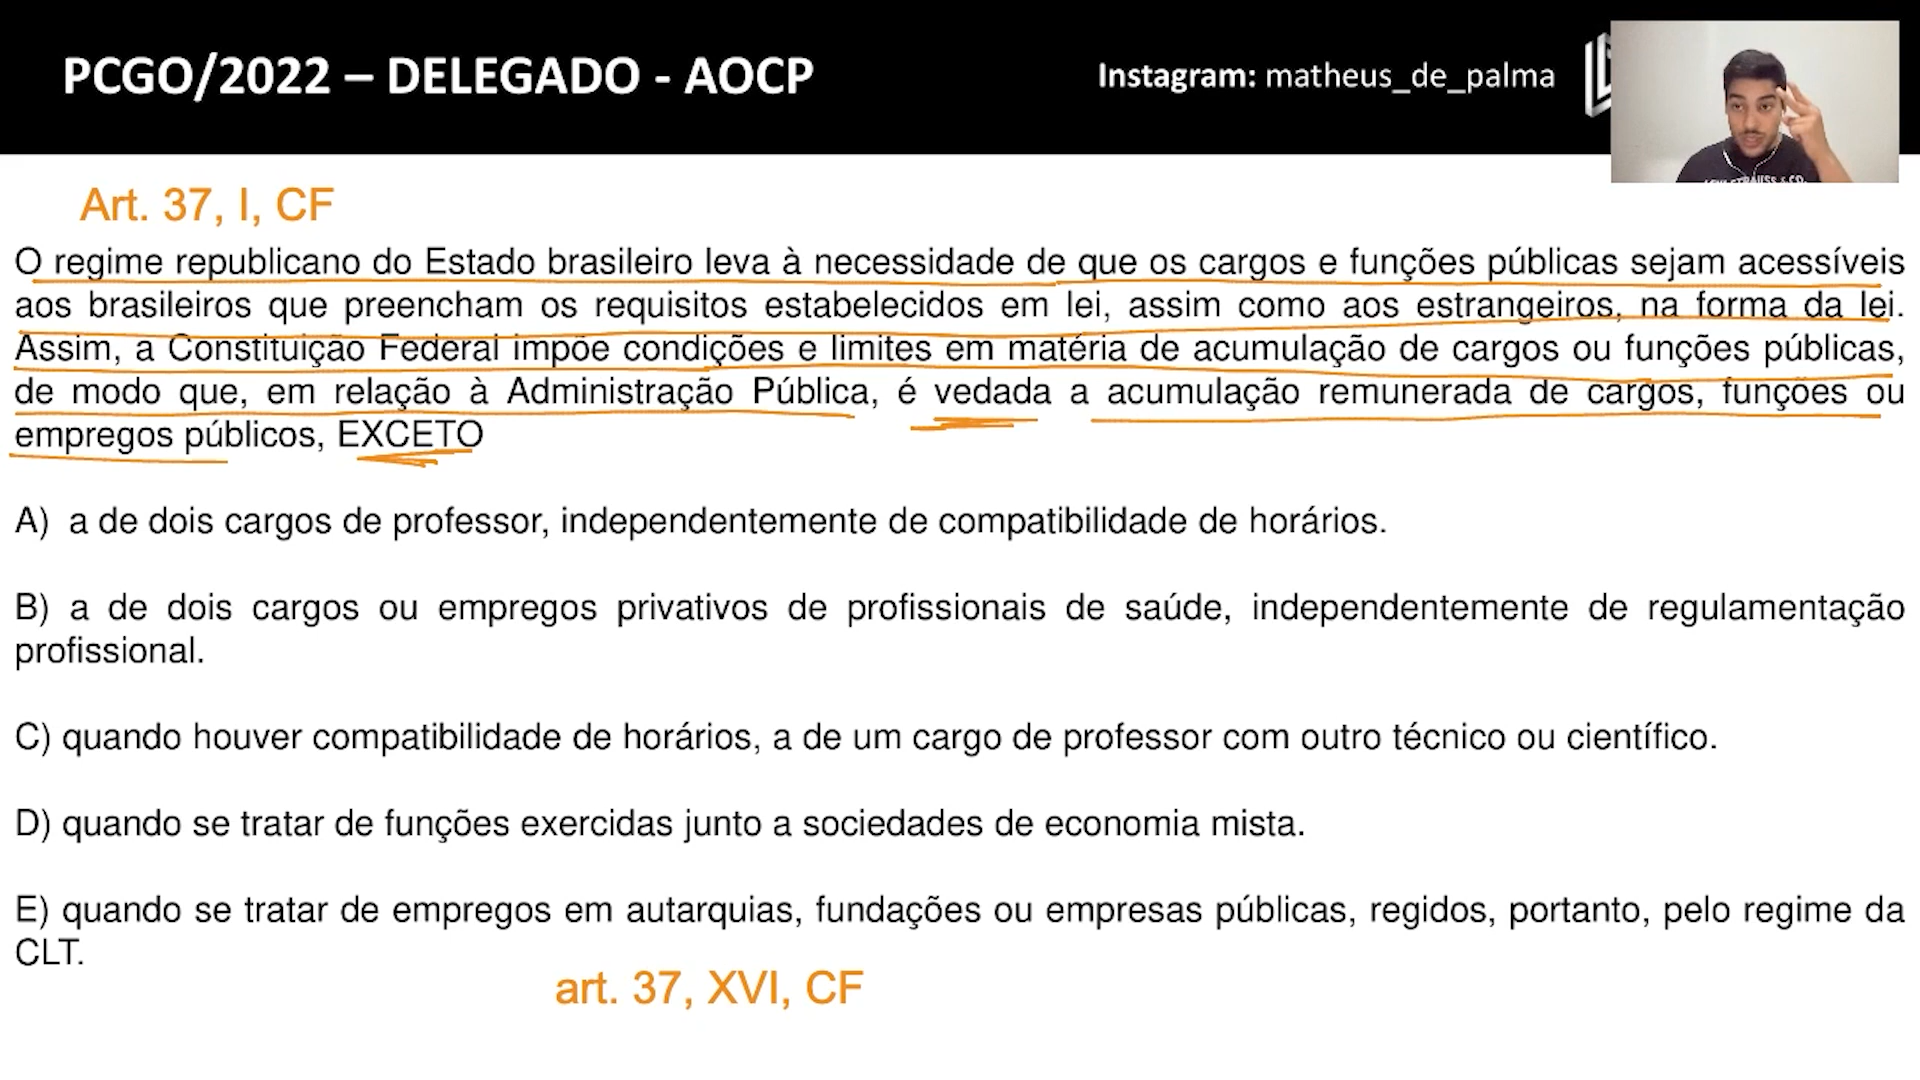 PCGO/2022 – DELEGADO - AOCP
Instagram: matheus_de_palma
Art. 37, I, CF
O regime republicano do Estado brasileiro leva à necessidade de que os cargos e funções públicas sejam acessíveis
aos brasileiros que preencham os requisitos estabelecidos em lei, assim como aos estrangeiros, na forma da lei.
Assim, a Constituição Federal impõe condições e limites em matéria de acumulação de cargos ou funções públicas,
de modo que, em relação à Administração Pública, é vedada a acumulação remunerada de cargos, funções ou
empregos públicos, EXCETO
A) a de dois cargos de professor, independentemente de compatibilidade de horários.
B) a de dois cargos ou empregos privativos de profissionais de saúde, independentemente de regulamentação
profissional.
C) quando houver compatibilidade de horários, a de um cargo de professor com outro técnico ou científico.
D) quando se tratar de funções exercidas junto a sociedades de economia mista.
E) quando se tratar de empregos em autarquias, fundações ou empresas públicas, regidos, portanto, pelo regime da
CLT.
art. 37, XVI, CF